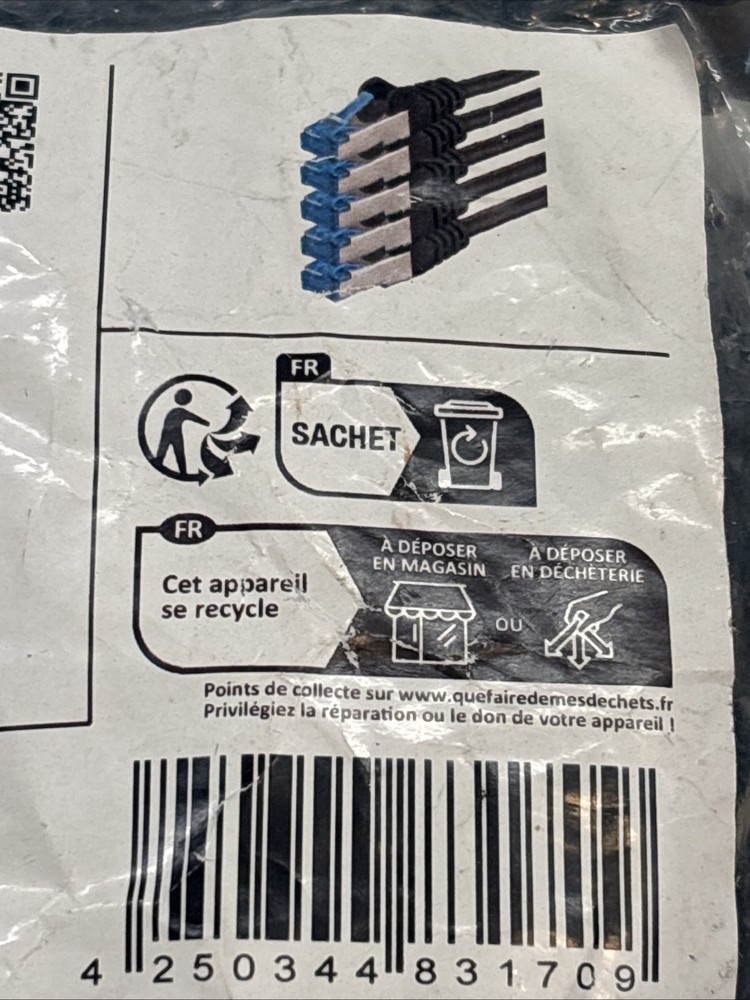 FR
SACHET
FR
Cet appareil
se recycle
À DÉPOSER
EN MAGASIN
OU
À DÉPOSER
EN DÉCHÈTERIE
Points de collecte sur www.quefairedemesdechets.fr
Privilégiez la réparation ou le don de votre appareil !
4 250344 831709